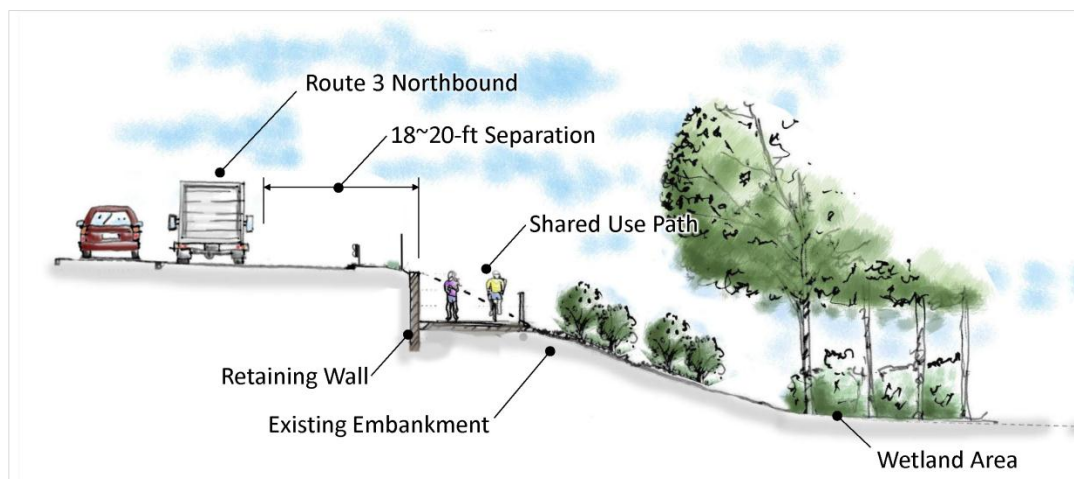 Route 3 Northbound
18~20-ft Separation
Shared Use Path
Retaining Wall
Existing Embankment
Wetland Area